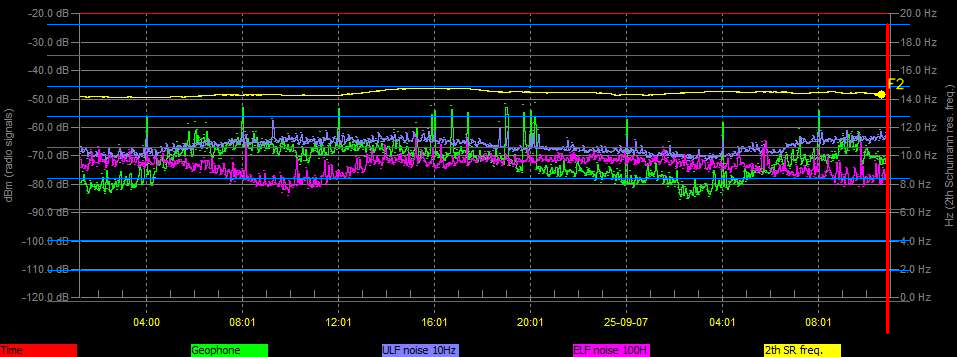 -20.0 dB 20.0 Hz
-30.0 dB 18.0 Hz
-40.0 dB 16.0 Hz
-50.0 dB 14.0 Hz
-60.0 dB 12.0 Hz
-70.0 dB 10.0 Hz
-80.0 dB 8.0 Hz
-90.0 dB 6.0 Hz
-100.0 dB 4.0 Hz
-110.0 dB 2.0 Hz
-120.0 dB 0.0 Hz
dBm (radio signals)
F2
Hz (2th Schumann res. freq.)
04:00 08:01 12:01 16:01 20:01 25-09-07 04:01 08:01
Time Geophone ULF noise 10Hz ELF noise 100H 2th SR freq.